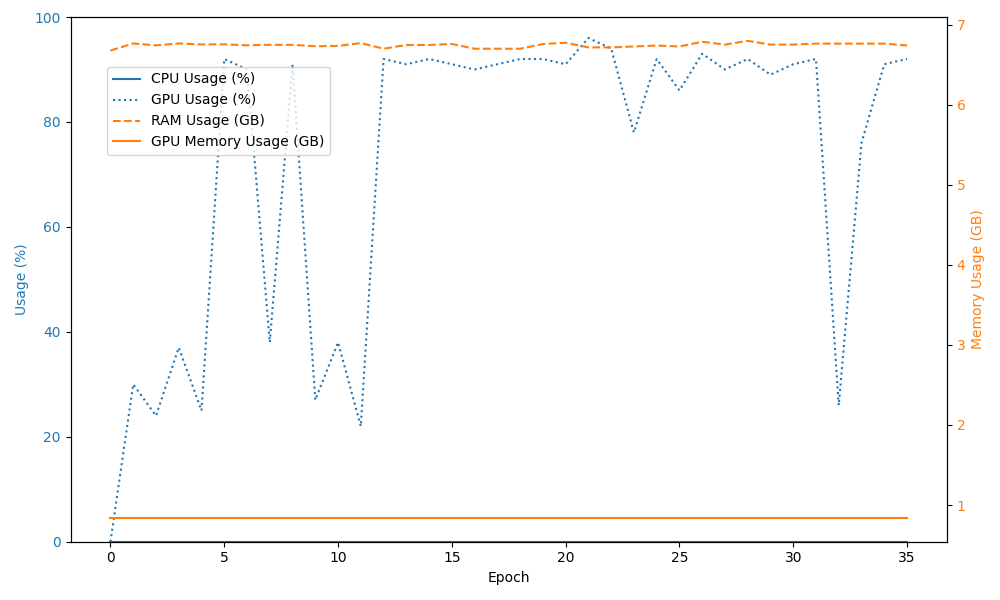 100
80
60
40
20
0
Usage (%)
CPU Usage (%)
GPU Usage (%)
RAM Usage (GB)
GPU Memory Usage (GB)
7
6
5
4
3
2
1
Memory Usage (GB)
0 5 10 15 20 25 30 35
Epoch